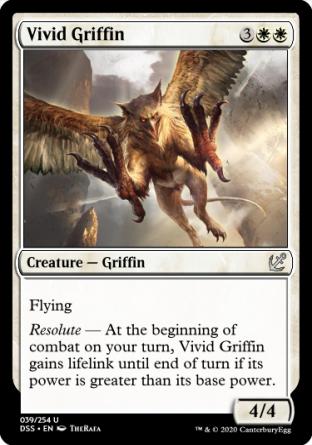 Vivid Griffin 3
Creature — Griffin
Flying
Resolute — At the beginning of
combat on your turn, Vivid Griffin
gains lifelink until end of turn if its
power is greater than its base power.
4/4
039/254 U
DSS • EN TheRafa
™ & © 2020 CanterburyEgg